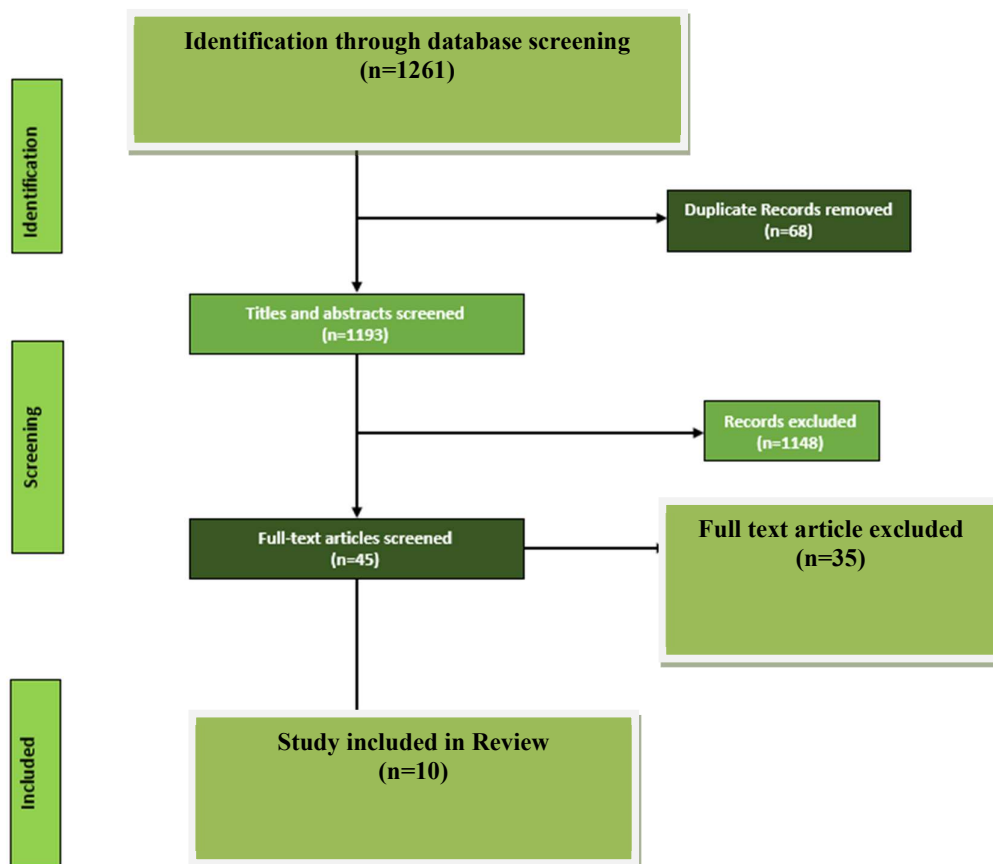 Identification through database screening
(n=1261)
Identification
Duplicate Records removed
(n=68)
Titles and abstracts screened
(n=1193)
Screening
Records excluded
(n=1148)
Full-text articles screened
(n=45)
Full text article excluded
(n=35)
Included
Study included in Review
(n=10)